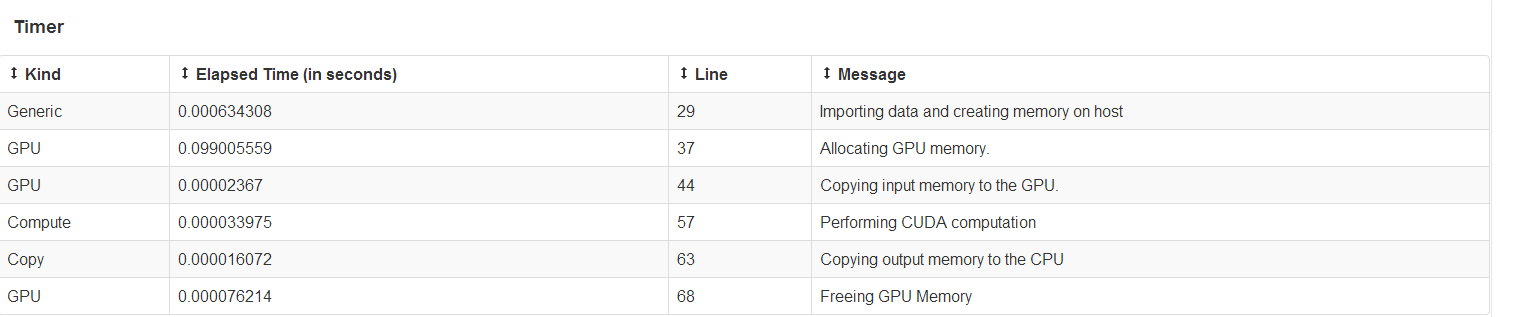 Timer
Kind Elapsed Time (in seconds) Line Message
Generic 0.000634308 29 Importing data and creating memory on host
GPU 0.099005559 37 Allocating GPU memory.
GPU 0.00002367 44 Copying input memory to the GPU.
Compute 0.000033975 57 Performing CUDA computation
Copy 0.000016072 63 Copying output memory to the CPU
GPU 0.000076214 68 Freeing GPU Memory